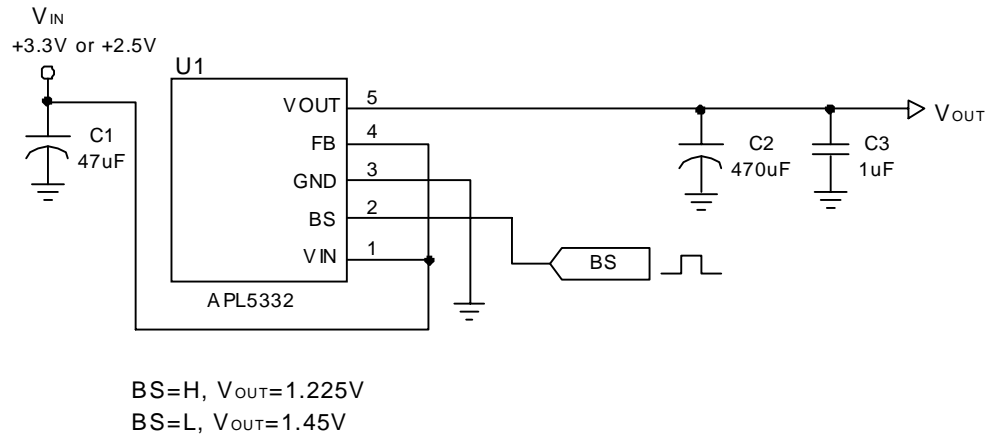 VIN
+3.3V or +2.5V
U1
VOUT 5
FB 4
GND 3
BS 2
VIN 1
APL5332
C1
47uF
C2
470uF
C3
1uF
VOUT
BS
BS=H, VOUT=1.225V
BS=L, VOUT=1.45V